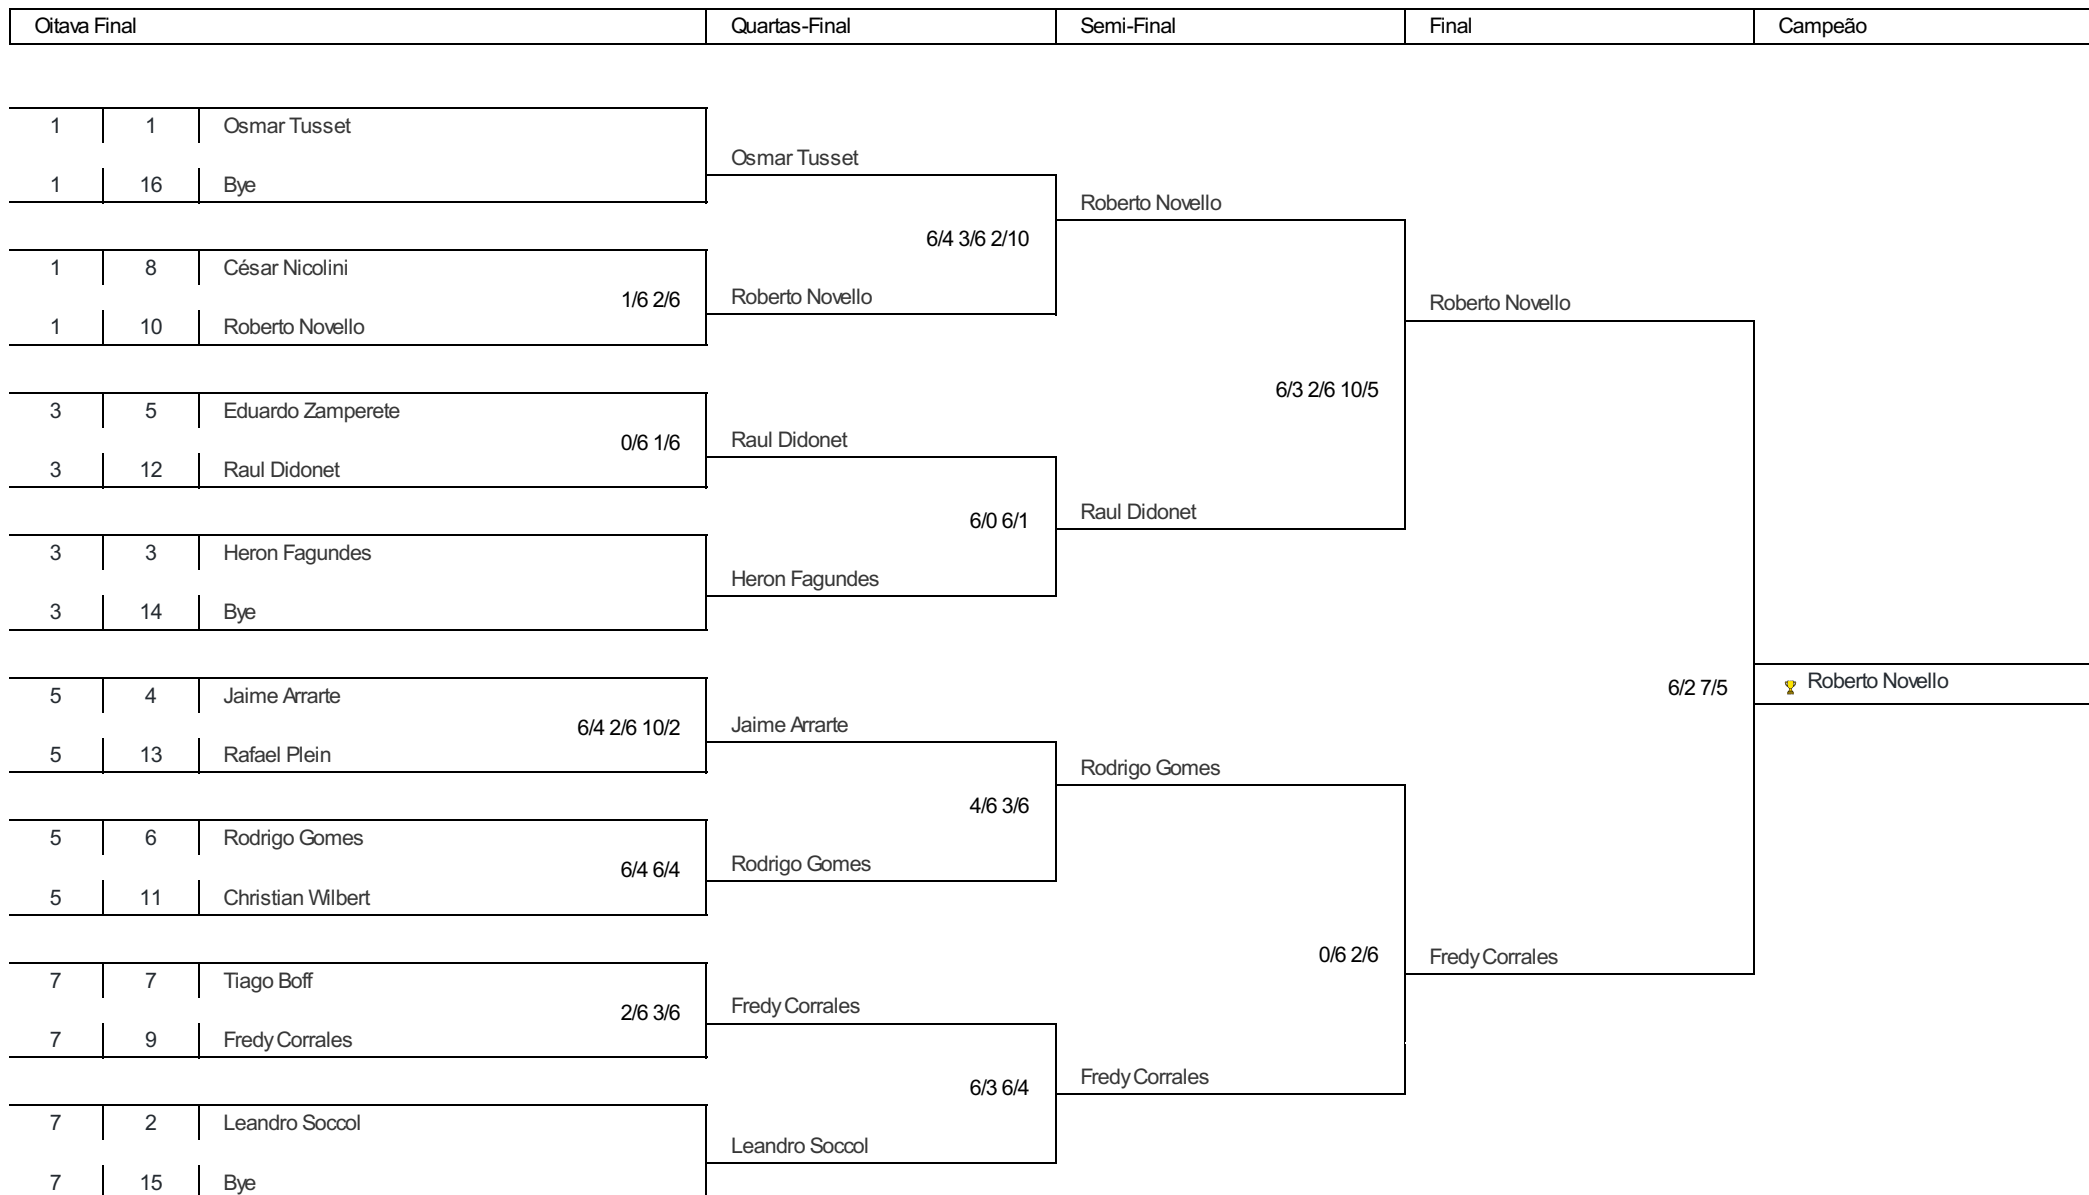 Oitava Final Quartas-Final Semi-Final Final Campeão
1 1 Osmar Tusset
Osmar Tusset
1 16 Bye
Roberto Novello
6/4 3/6 2/10
1 8 César Nicolini
1/6 2/6
Roberto Novello
Roberto Novello
1 10 Roberto Novello
6/3 2/6 10/5
3 5 Eduardo Zamperete
0/6 1/6
Raul Didonet
3 12 Raul Didonet
Raul Didonet
6/0 6/1
3 3 Heron Fagundes
Heron Fagundes
3 14 Bye
6/2 7/5
Roberto Novello
5 4 Jaime Arrarte
6/4 2/6 10/2
Jaime Arrarte
5 13 Rafael Plein
Rodrigo Gomes
4/6 3/6
5 6 Rodrigo Gomes
6/4 6/4
Rodrigo Gomes
5 11 Christian Wilbert
0/6 2/6
Fredy Corrales
7 7 Tiago Boff
2/6 3/6
Fredy Corrales
7 9 Fredy Corrales
Fredy Corrales
6/3 6/4
7 2 Leandro Soccol
Leandro Soccol
7 15 Bye